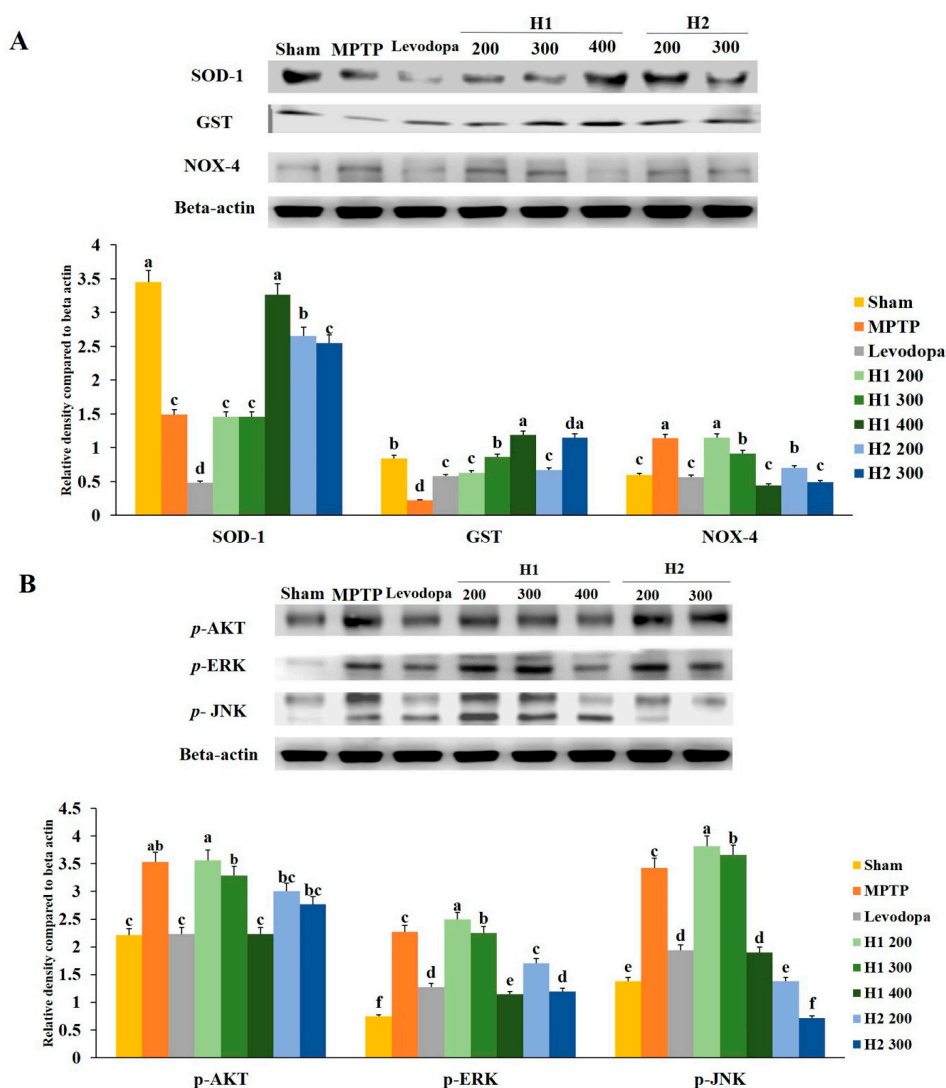 A
H1
H2
Sham MPTP Levodopa 200 300 400 200 300
SOD-1
GST
NOX-4
Beta-actin
Relative density compared to beta actin
4
3.5
3
2.5
2
1.5
1
0.5
0
a c d c c a b c
b d c c b a c da
c a c a b c b c
SOD-1 GST NOX-4
Sham
MPTP
Levodopa
H1 200
H1 300
H1 400
H2 200
H2 300
B
H1
H2
Sham MPTP Levodopa 200 300 400 200 300
p-AKT
p-ERK
p- JNK
Beta-actin
Relative density compared to beta actin
4.5
4
3.5
3
2.5
2
1.5
1
0.5
0
c ab c a b c bc bc
f c d a b e c d
e c d a b d e f
p-AKT p-ERK p-JNK
Sham
MPTP
Levodopa
H1 200
H1 300
H1 400
H2 200
H2 300